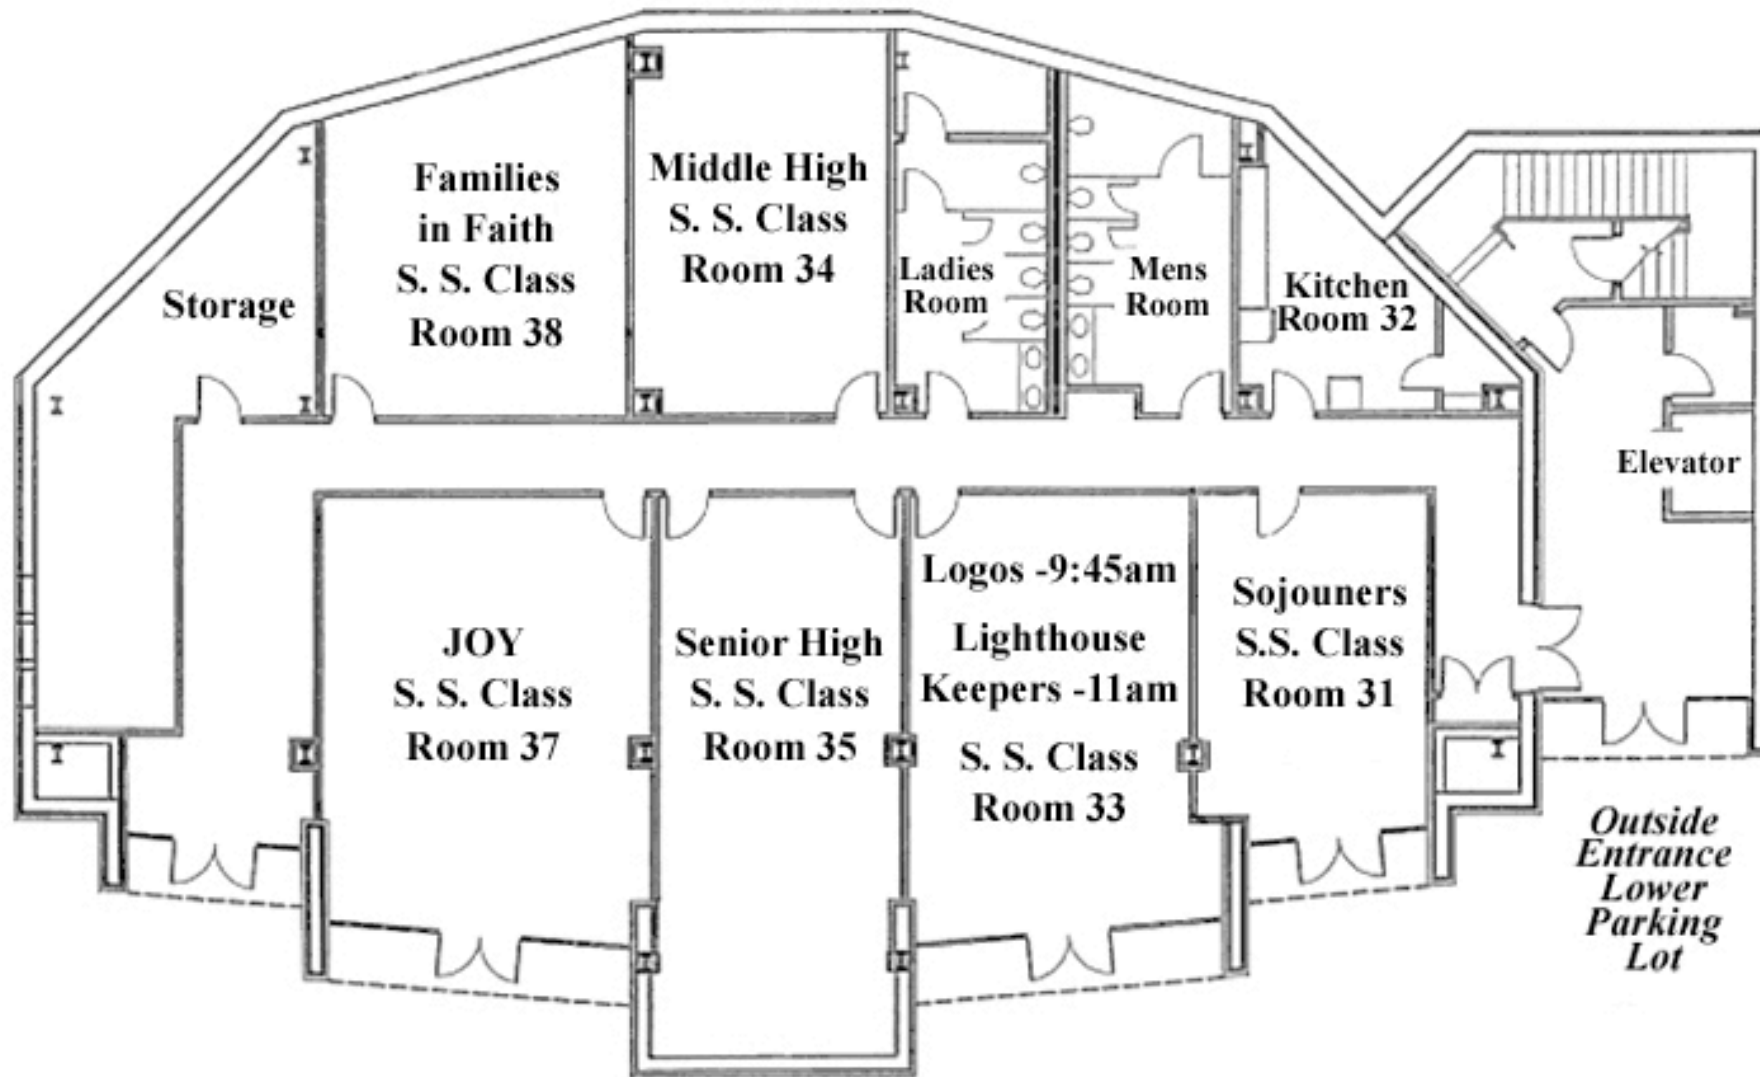 Families
in Faith
S. S. Class
Room 38
Middle High
S. S. Class
Room 34
Storage
Ladies
Room
Mens
Room
Kitchen
Room 32
Elevator
JOY
S. S. Class
Room 37
Senior High
S. S. Class
Room 35
Logos -9:45am
Lighthouse
Keepers -11am
S. S. Class
Room 33
Sojouners
S.S. Class
Room 31
Outside
Entrance
Lower
Parking
Lot